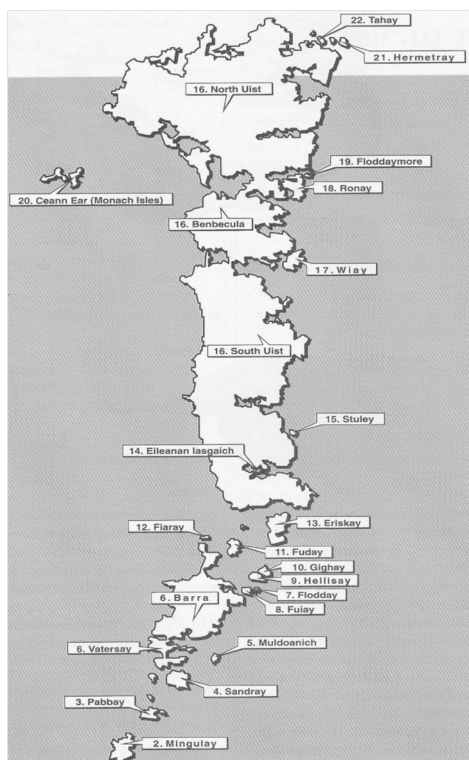 22. Tahay
21. Hermetray
16. North Uist
19. Floddaymore
18. Ronay
20. Ceann Ear (Monach Isles)
16. Benbecula
17. Wiay
16. South Uist
15. Stuley
14. Eileanan Iasgaich
13. Eriskay
12. Fiaray
11. Fuday
10. Gighay
9. Hellisay
6. Barra
7. Flodday
8. Fuiay
6. Vatersay
5. Muldoanich
4. Sandray
3. Pabbay
2. Mingulay